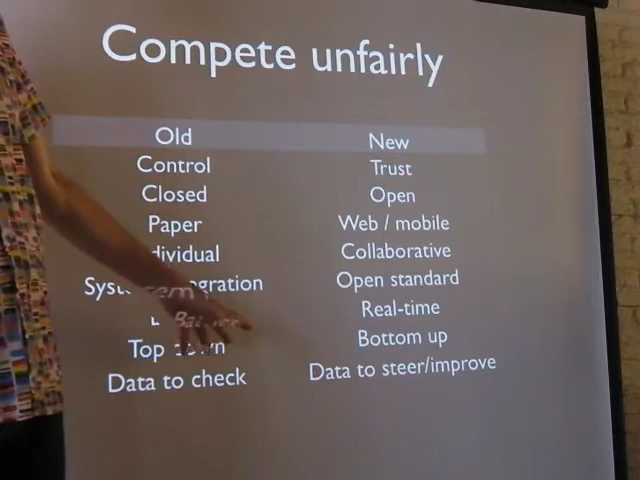 Compete unfairly
Old New
Control Trust
Closed Open
Paper Web / mobile
Collaborative
Open standard
Real-time
Top Bottom up
Data to check Data to steer/improve